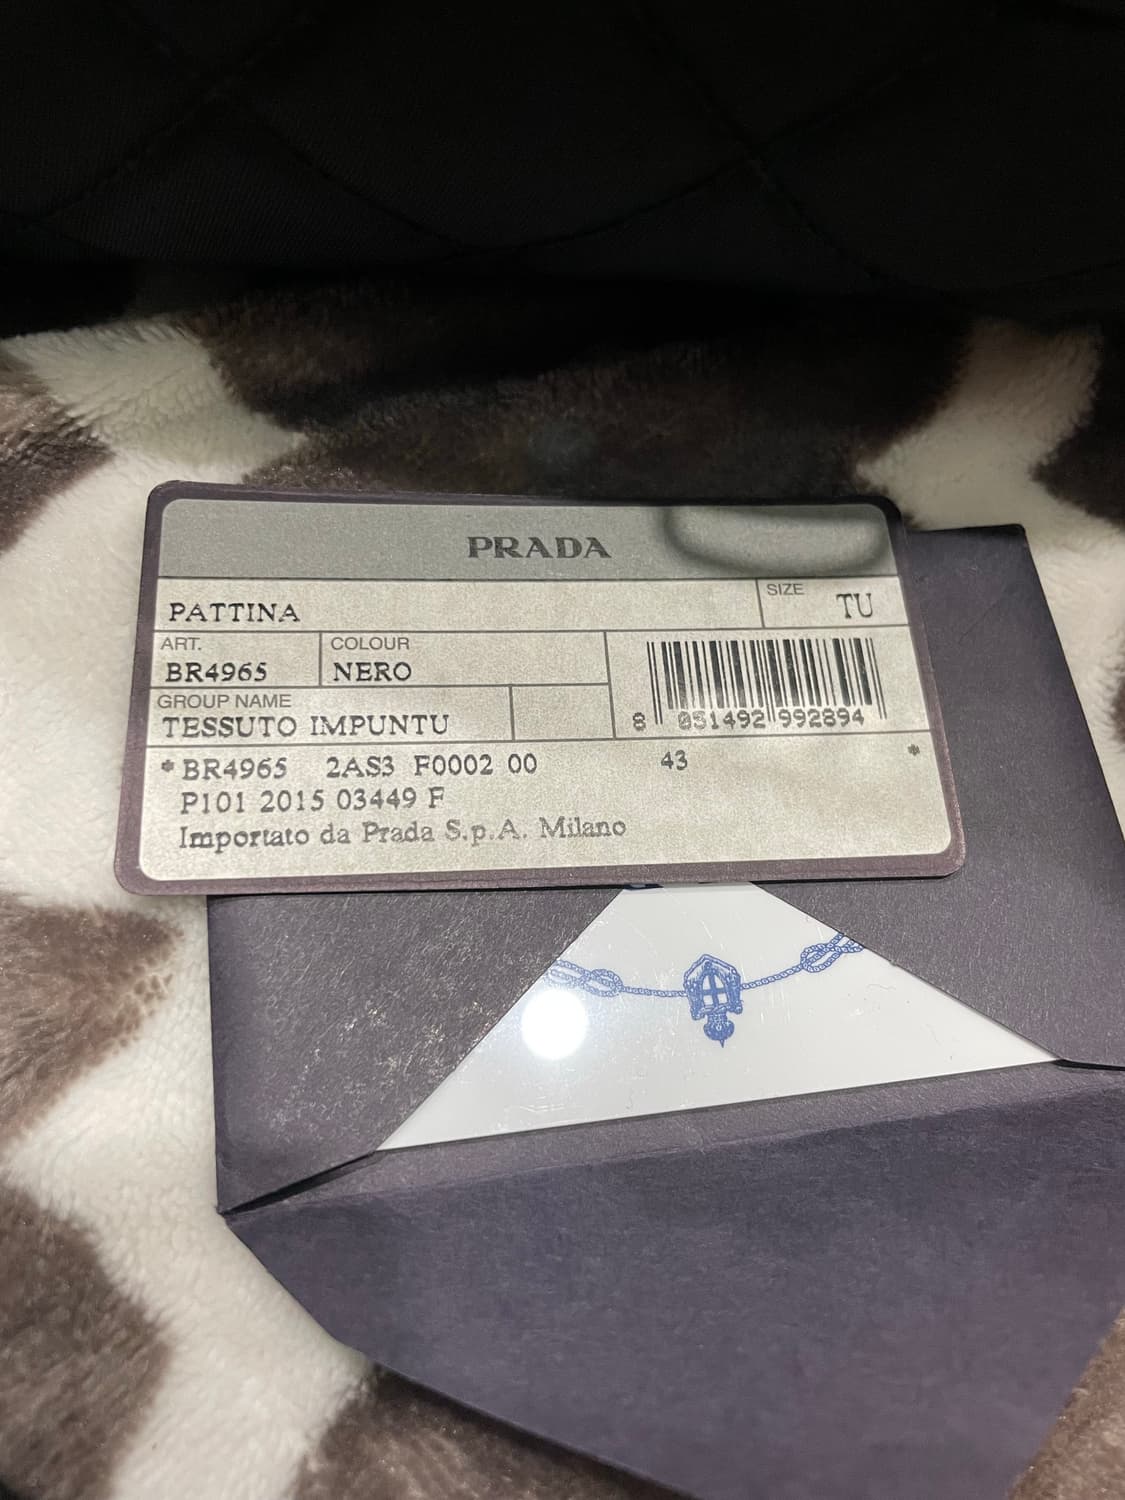 PRADA
PATTINA
SIZE
TU
ART.
BR4965
COLOUR
NERO
GROUP NAME
TESSUTO IMPUNTU
8 051492 992894
*BR4965 2AS3 F0002 00 43 *
P101 2015 03449 F
Importato da Prada S.p.A. Milano